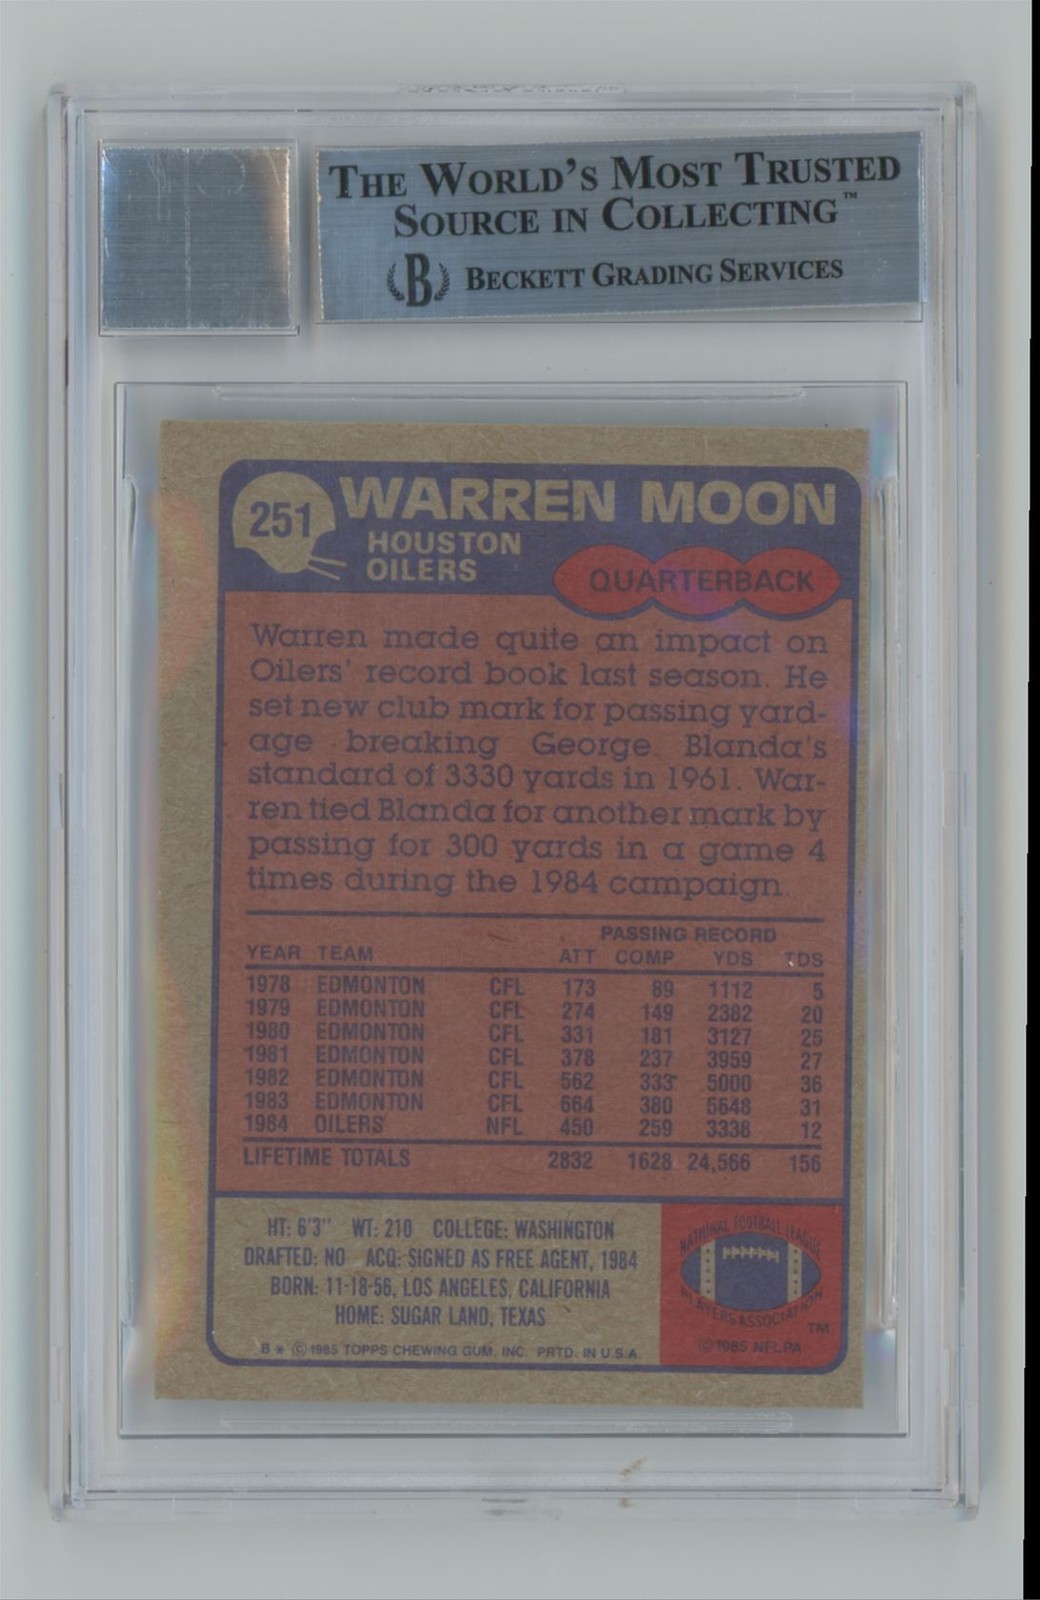 THE WORLD'S MOST TRUSTED
SOURCE IN COLLECTING™
B BECKETT GRADING SERVICES
251 WARREN MOON
HOUSTON
OILERS
QUARTERBACK
Warren made quite an impact on
Oilers' record book last season. He
set new club mark for passing yard-
age breaking George Blanda's
standard of 3330 yards in 1961. War-
ren tied Blanda for another mark by
passing for 300 yards in a game 4
times during the 1984 campaign.
PASSING RECORD
YEAR TEAM ATT COMP YDS TDS
1978 EDMONTON CFL 173 89 1112 5
1979 EDMONTON CFL 274 149 2382 20
1980 EDMONTON CFL 331 181 3127 25
1981 EDMONTON CFL 378 237 3959 27
1982 EDMONTON CFL 562 333 5000 36
1983 EDMONTON CFL 664 380 5648 31
1984 OILERS NFL 450 259 3338 12
LIFETIME TOTALS 2832 1628 24,566 156
HT: 6'3" WT: 210 COLLEGE: WASHINGTON
DRAFTED: NO ACQ: SIGNED AS FREE AGENT, 1984
BORN: 11-18-56, LOS ANGELES, CALIFORNIA
HOME: SUGAR LAND, TEXAS
B * © 1985 TOPPS CHEWING GUM, INC. PRTD. IN U.S.A.
NATIONAL FOOTBALL LEAGUE
PLAYERS ASSOCIATION
TM
© 1985 NFLPA